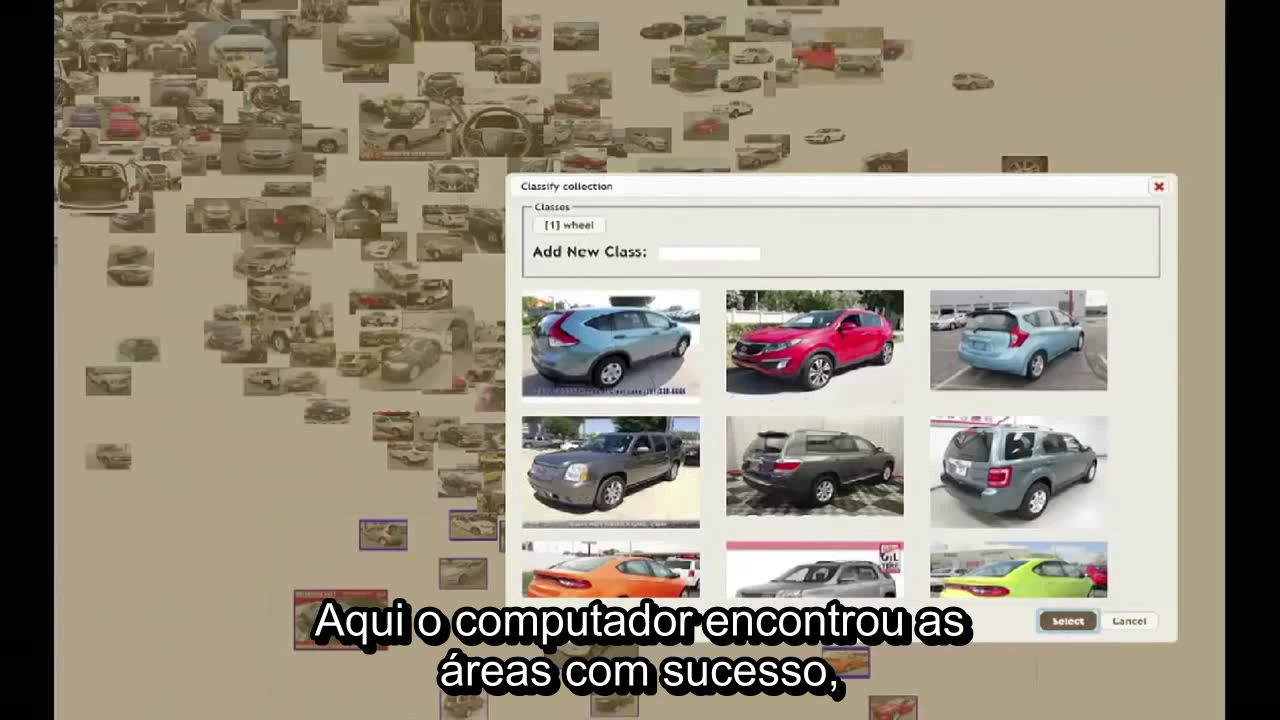 Classify collection
Classes
[1] wheel
Add New Class:
Select
Cancel
Aqui o computador encontrou as
áreas com sucesso,